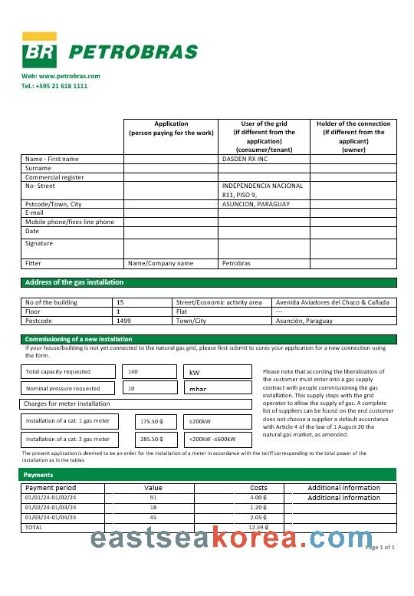 BR PETROBRAS
Web: www.petrobras.com
Tel.: +595 21 618 1111
Application
(person paying for the work)
User of the grid
(if different from the
application)
(consumer/tenant)
Holder of the connection
(if different from the
applicant)
(owner)
Name - First name DASDEN RX INC
Surname
Commercial register
No- Street INDEPENDENCIA NACIONAL
811, PISO 9,
Pstcode/Town, City ASUNCION, PARAGUAY
E-mail
Mobile phone/fixes line phone
Date
Signature
Fitter Name/Company name Petrobras
Address of the gas installation
No of the building 15 Street/Economic activity area Avenida Aviadores del Chaco & Cañada
Floor 1 Flat ---
Postcode 1499 Town/City Asunción, Paraguay
Commissioning of a new installation
If your house/building is not yet connected to the natural gas grid, please first submit to cores your application for a new connection using
the form.
Total capacity requested 140 kW
Nominal pressure requested 10 mbar
Charges for meter installation
Installation of a cat. 1 gas meter 175.50 ₲ ≤200kW
Installation of a cat. 2 gas meter 285.50 ₲ <200kW -≤600kW
Please note that according the liberalization of
the customer must enter into a gas supply
contract with people commissioning the gas
installation. This supply steps with the grid
operator to allow the supply of gas. A complete
list of suppliers can be found on the end customer
does not choose a supplier a default accordance
with Article 4 of the law of 1 August 20 the
natural gas market, as amended.
The present application is deemed to be an order for the installation of a meter in accordance with the tariff corresponding to the total power of the
installation as in the tables
Payments
Payment period Value Costs Additional information
01/01/24-01/02/24 91 4.00 ₲ Additional information
01/02/24-01/03/24 18 1.20 ₲
01/03/24-01/04/24 45 2.05 ₲
TOTAL 12.59 ₲
eastseakorea.com
Page 1 of 1